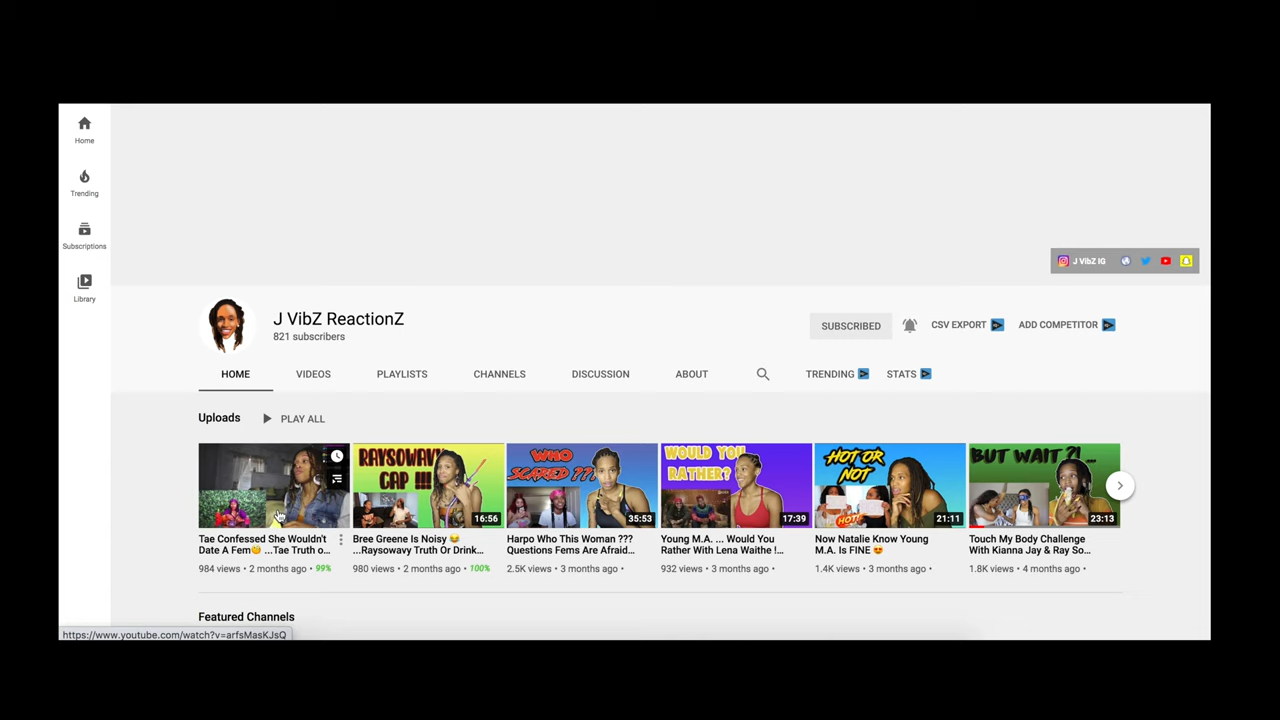 Home
Trending
Subscriptions
Library
J VibZ IG
J VibZ ReactionZ
821 subscribers
SUBSCRIBED
CSV EXPORT
ADD COMPETITOR
HOME
VIDEOS
PLAYLISTS
CHANNELS
DISCUSSION
ABOUT
TRENDING
STATS
Uploads
PLAY ALL
RAYSOWAVY
CAP !!!
16:56
WHO
SCARED ???
35:53
WOULD YOU
RATHER?
17:39
HOT OR
NOT
HOT!
21:11
BUT WAIT ?!...
23:13
Tae Confessed She Wouldn't
Date A Fem😏 ...Tae Truth o...
984 views • 2 months ago • 99%
Bree Greene Is Noisy 😂
...Raysowavy Truth Or Drink...
980 views • 2 months ago • 100%
Harpo Who This Woman ???
Questions Fems Are Afraid...
2.5K views • 3 months ago •
Young M.A. ... Would You
Rather With Lena Waithe !...
932 views • 3 months ago •
Now Natalie Know Young
M.A. Is FINE 😍
1.4K views • 3 months ago •
Touch My Body Challenge
With Kianna Jay & Ray So...
1.8K views • 4 months ago •
Featured Channels
https://www.youtube.com/watch?v=arfsMasKJsQ